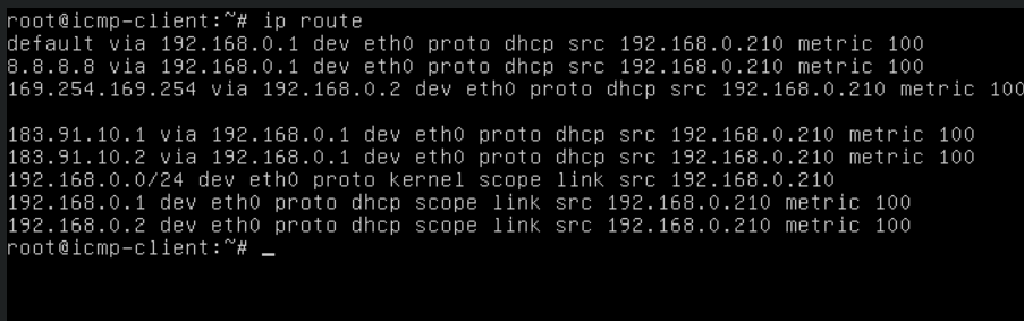 root@icmp-client:~# ip route
default via 192.168.0.1 dev eth0 proto dhcp src 192.168.0.210 metric 100
8.8.8.8 via 192.168.0.1 dev eth0 proto dhcp src 192.168.0.210 metric 100
169.254.169.254 via 192.168.0.2 dev eth0 proto dhcp src 192.168.0.210 metric 100
183.91.10.1 via 192.168.0.1 dev eth0 proto dhcp src 192.168.0.210 metric 100
183.91.10.2 via 192.168.0.1 dev eth0 proto dhcp src 192.168.0.210 metric 100
192.168.0.0/24 dev eth0 proto kernel scope link src 192.168.0.210
192.168.0.1 dev eth0 proto dhcp scope link src 192.168.0.210 metric 100
192.168.0.2 dev eth0 proto dhcp scope link src 192.168.0.210 metric 100
root@icmp-client:~# _